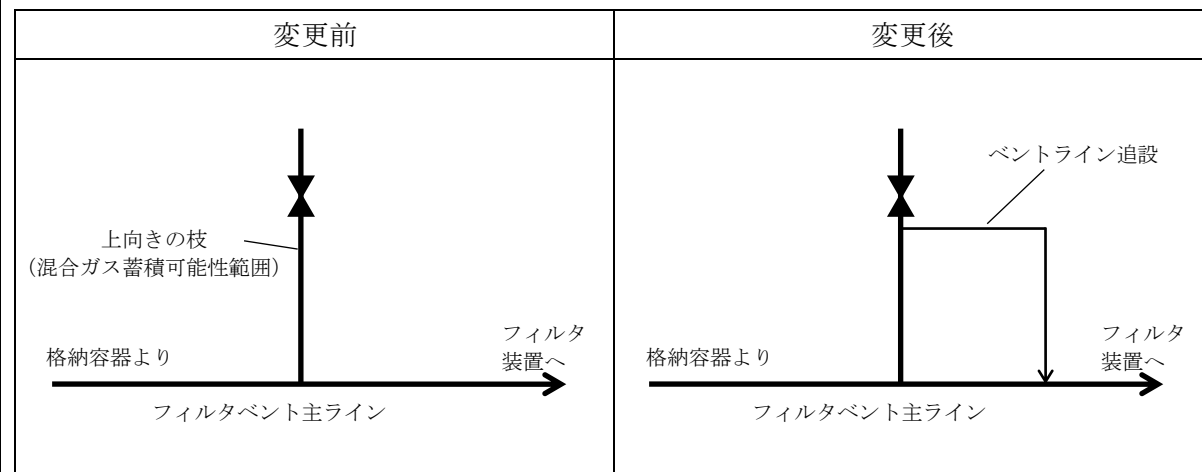 変更前
変更後
上向きの枝
（混合ガス蓄積可能性範囲）
格納容器より
フィルタ
装置へ
フィルタベント主ライン
ベントライン追設
格納容器より
フィルタ
装置へ
フィルタベント主ライン